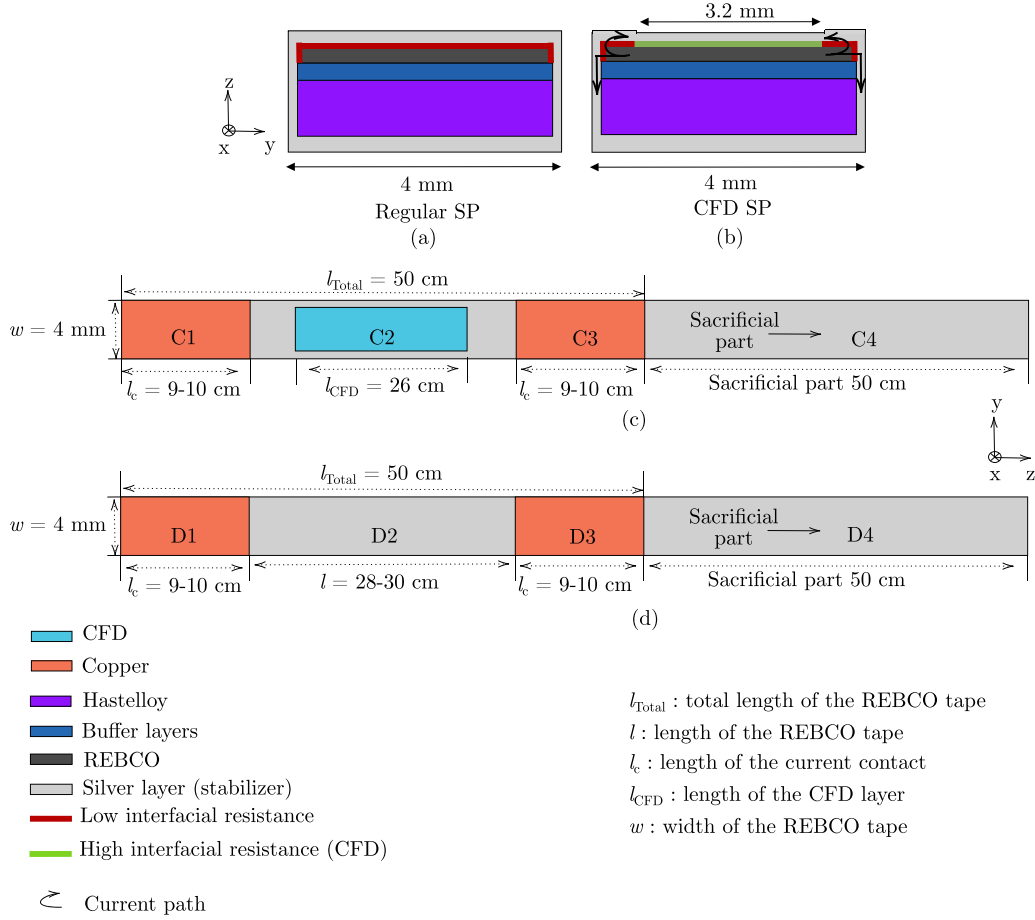 3.2 mm
z
x
y
4 mm
Regular SP
(a)
4 mm
CFD SP
(b)
l_Total = 50 cm
w = 4 mm
C1
C2
C3
Sacrificial
part
C4
l_c = 9-10 cm
l_CFD = 26 cm
l_c = 9-10 cm
Sacrificial part 50 cm
(c)
y
x
z
l_Total = 50 cm
w = 4 mm
D1
D2
D3
Sacrificial
part
D4
l_c = 9-10 cm
l = 28-30 cm
l_c = 9-10 cm
Sacrificial part 50 cm
(d)
CFD
Copper
Hastelloy
Buffer layers
REBCO
Silver layer (stabilizer)
Low interfacial resistance
High interfacial resistance (CFD)
Current path
l_Total : total length of the REBCO tape
l : length of the REBCO tape
l_c : length of the current contact
l_CFD : length of the CFD layer
w : width of the REBCO tape